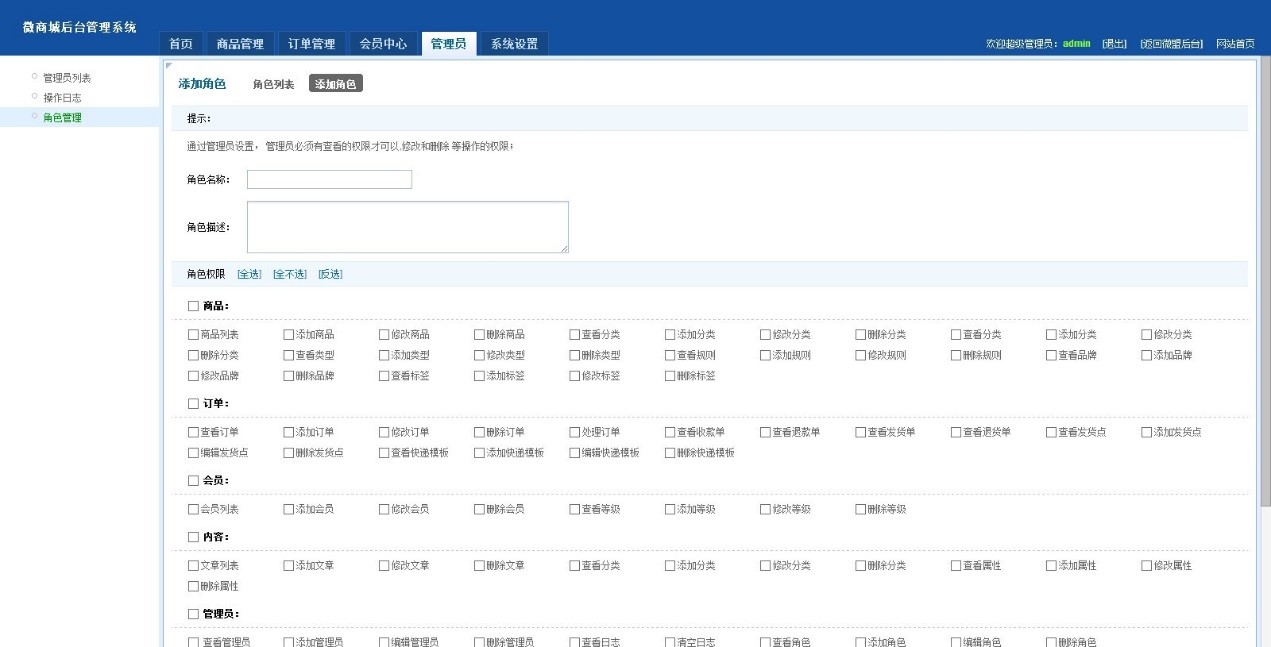 微商城后台管理系统
首页 商品管理 订单管理 会员中心 管理员 系统设置
欢迎超级管理员：admin [退出] [返回微盟后台] 网站首页
管理员列表
操作日志
角色管理
添加角色 角色列表 添加角色
提示：
通过管理员设置， 管理员必须有查看的权限才可以,修改和删除 等操作的权限；
角色名称：
角色描述：
角色权限 [全选] [全不选] [反选]
商品：
商品列表 添加商品 修改商品 删除商品 查看分类 添加分类 修改分类 删除分类 查看分类 添加分类 修改分类
删除分类 查看类型 添加类型 修改类型 删除类型 查看规则 添加规则 修改规则 删除规则 查看品牌 添加品牌
修改品牌 删除品牌 查看标签 添加标签 修改标签 删除标签
订单：
查看订单 添加订单 修改订单 删除订单 处理订单 查看收款单 查看退款单 查看发货单 查看退货单 查看发货点 添加发货点
编辑发货点 删除发货点 查看快递模板 添加快递模板 编辑快递模板 删除快递模板
会员：
会员列表 添加会员 修改会员 删除会员 查看等级 添加等级 修改等级 删除等级
内容：
文章列表 添加文章 修改文章 删除文章 查看分类 添加分类 修改分类 删除分类 查看属性 添加属性 修改属性
删除属性
管理员：
查看管理员 添加管理员 编辑管理员 删除管理员 查看日志 清空日志 查看角色 添加角色 编辑角色 删除角色